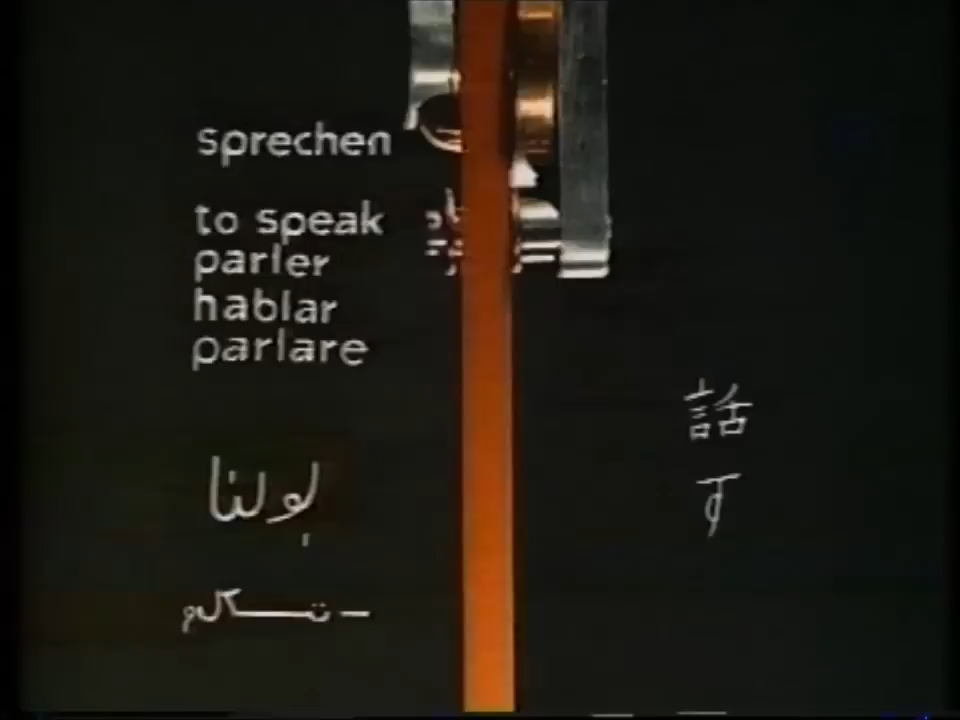 sprechen
to speak
parler
hablar
parlare
بولنا
تكلم -
話
す